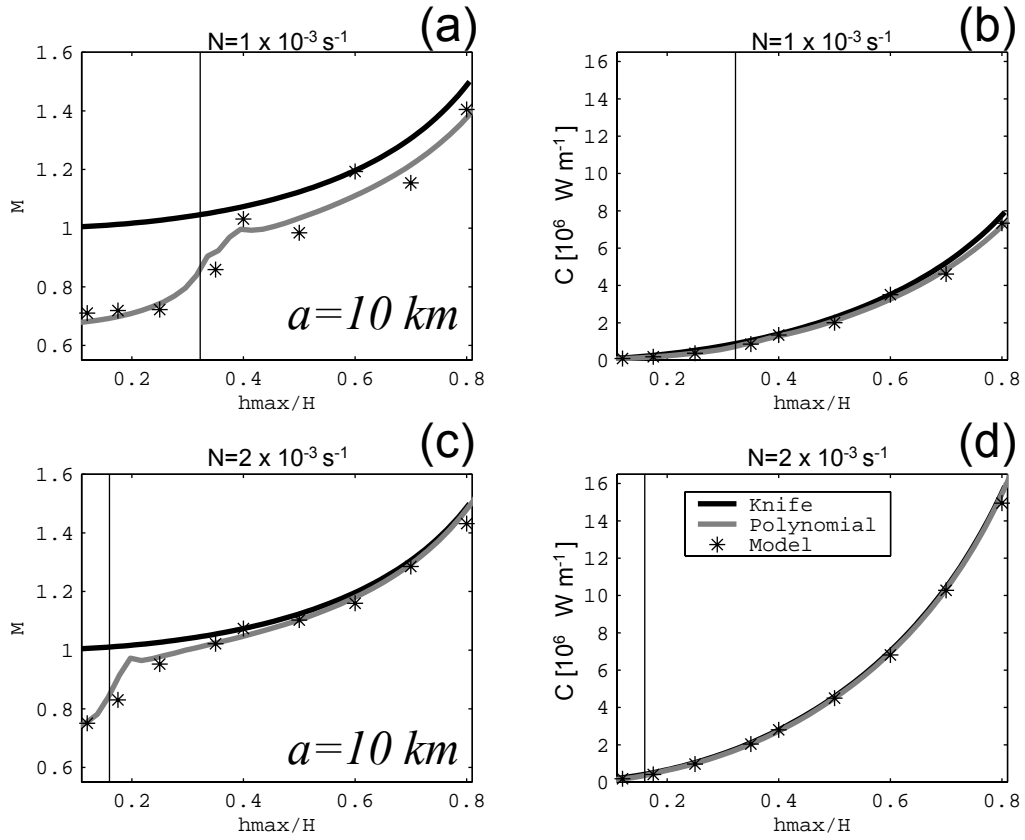 (a)
N=1 x 10⁻³ s⁻¹
1.6
1.4
1.2
1
0.8
0.6
M
a=10 km
0.2 0.4 0.6 0.8
hmax/H
(b)
N=1 x 10⁻³ s⁻¹
16
14
12
10
8
6
4
2
0
C [10⁶ W m⁻¹]
0.2 0.4 0.6 0.8
hmax/H
(c)
N=2 x 10⁻³ s⁻¹
1.6
1.4
1.2
1
0.8
0.6
M
a=10 km
0.2 0.4 0.6 0.8
hmax/H
(d)
N=2 x 10⁻³ s⁻¹
16
14
12
10
8
6
4
2
0
C [10⁶ W m⁻¹]
Knife
Polynomial
Model
0.2 0.4 0.6 0.8
hmax/H